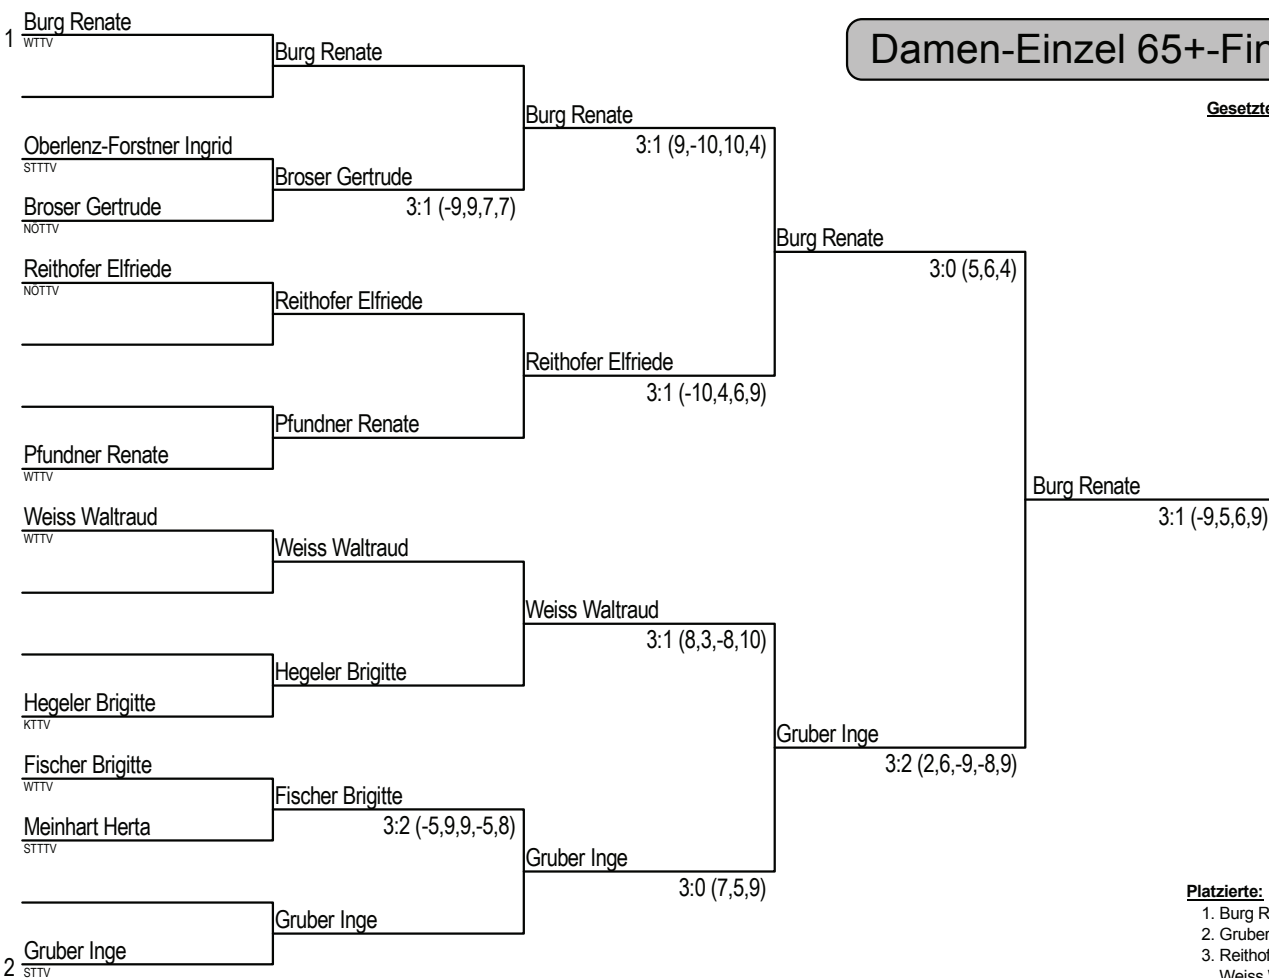 Damen-Einzel 65+-Fin
Gesetzte
1 Burg Renate
WTTV
Oberlenz-Forstner Ingrid
STTTV
Broser Gertrude
NÖTTV
Reithofer Elfriede
NÖTTV
Pfundner Renate
WTTV
Weiss Waltraud
WTTV
Hegeler Brigitte
KTTV
Fischer Brigitte
WTTV
Meinhart Herta
STTTV
2 Gruber Inge
STTV
Burg Renate
Broser Gertrude
3:1 (-9,9,7,7)
Reithofer Elfriede
Pfundner Renate
Weiss Waltraud
Hegeler Brigitte
Fischer Brigitte
3:2 (-5,9,9,-5,8)
Gruber Inge
Burg Renate
3:1 (9,-10,10,4)
Reithofer Elfriede
3:1 (-10,4,6,9)
Weiss Waltraud
3:1 (8,3,-8,10)
Gruber Inge
3:0 (7,5,9)
Burg Renate
3:0 (5,6,4)
Gruber Inge
3:2 (2,6,-9,-8,9)
Burg Renate
3:1 (-9,5,6,9)
Platzierte:
1. Burg R
2. Gruber
3. Reithof
Weiss